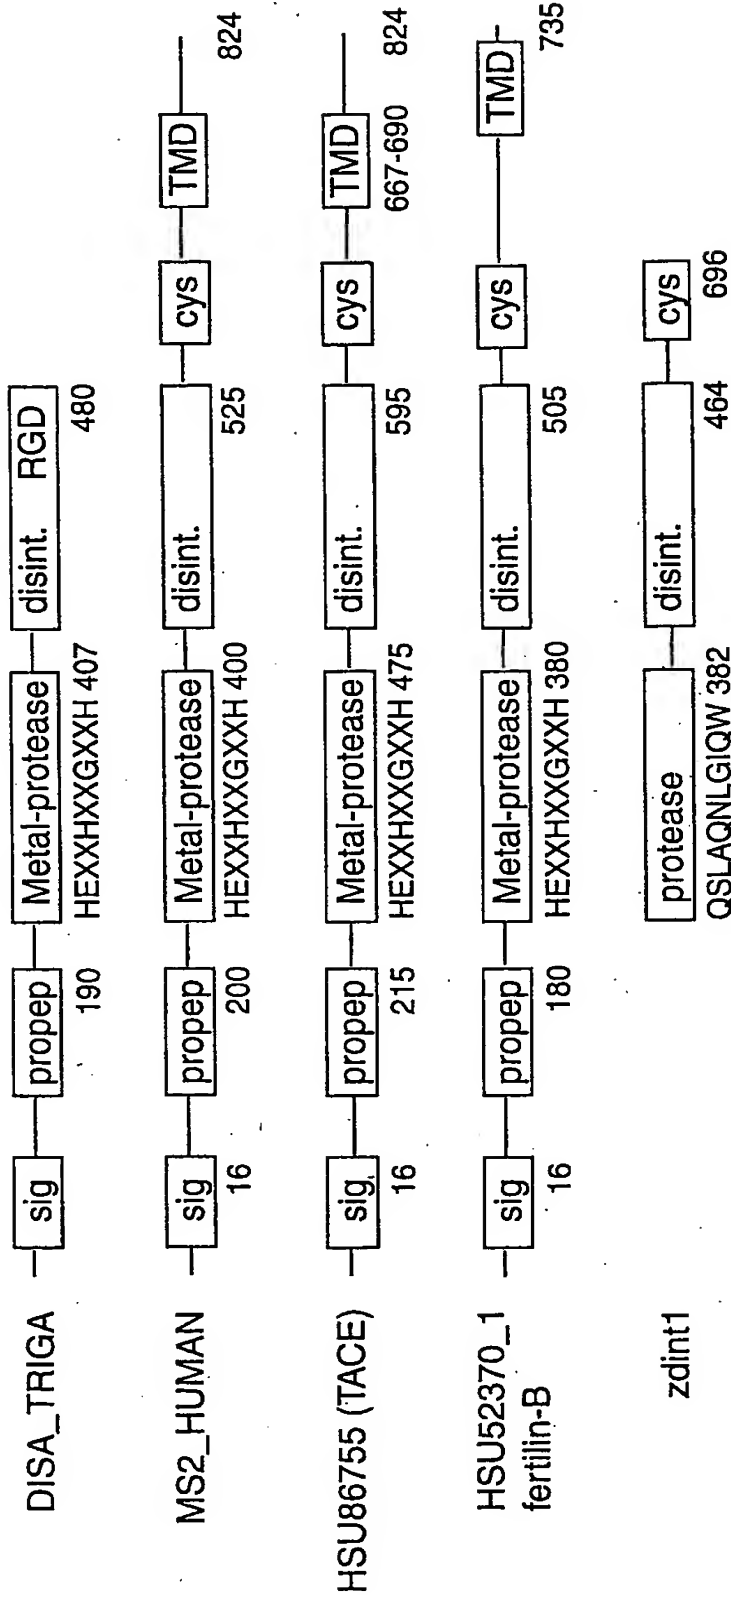 DISA_TRIGA
sig propep Metal-protease disint. RGD
190 HEXXHXXGXXH 407 480
MS2_HUMAN
sig propep Metal-protease disint. cys TMD
16 200 HEXXHXXGXXH 400 525 824
HSU86755 (TACE)
sig propep Metal-protease disint. cys TMD
16 215 HEXXHXXGXXH 475 595 667-690 824
HSU52370_1
fertilin-B
sig propep Metal-protease disint. cys TMD
16 180 HEXXHXXGXXH 380 505 735
zdint1
protease disint. cys
QSLAQNLGIQW 382 464 696